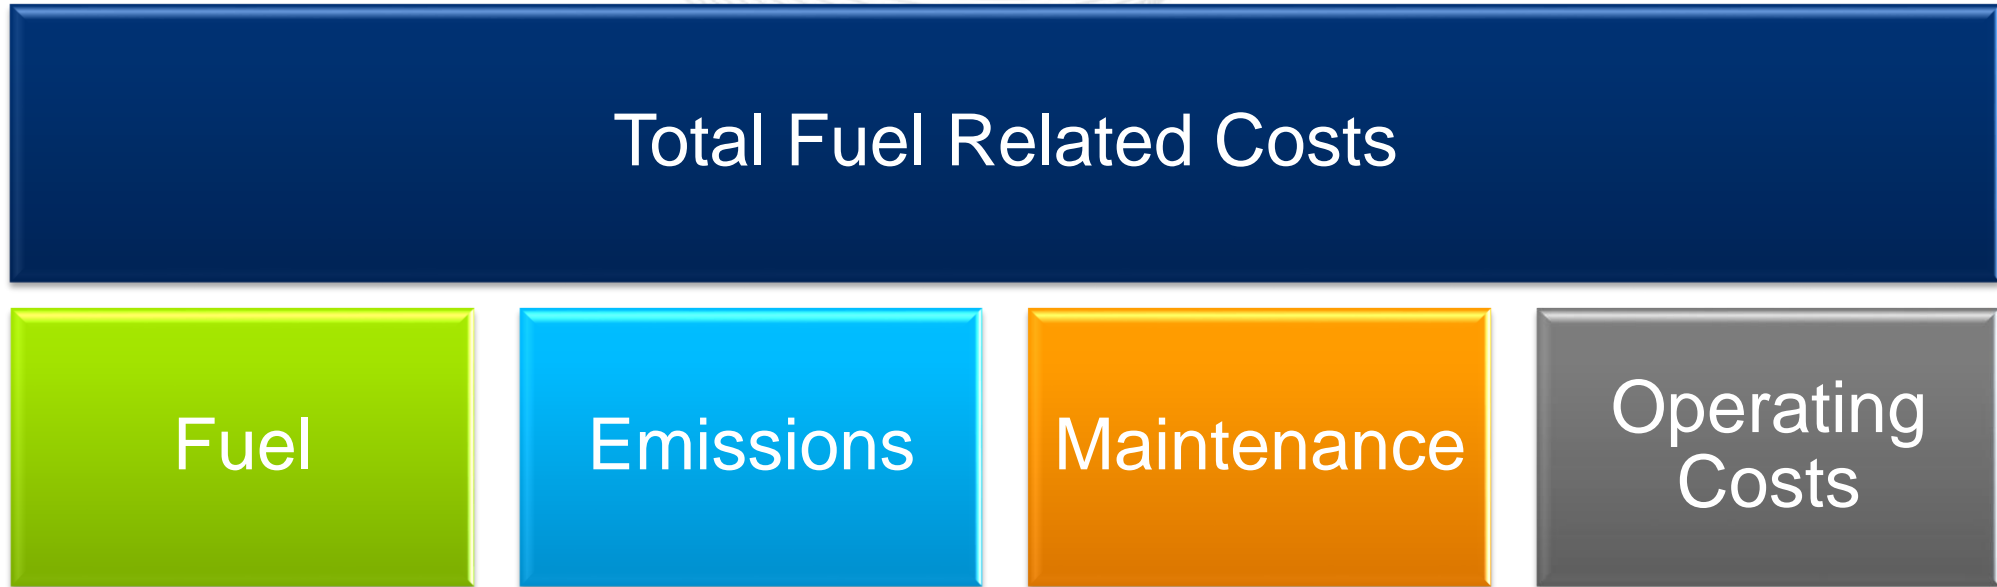 Total Fuel Related Costs
Fuel
Emissions
Maintenance
Operating
Costs